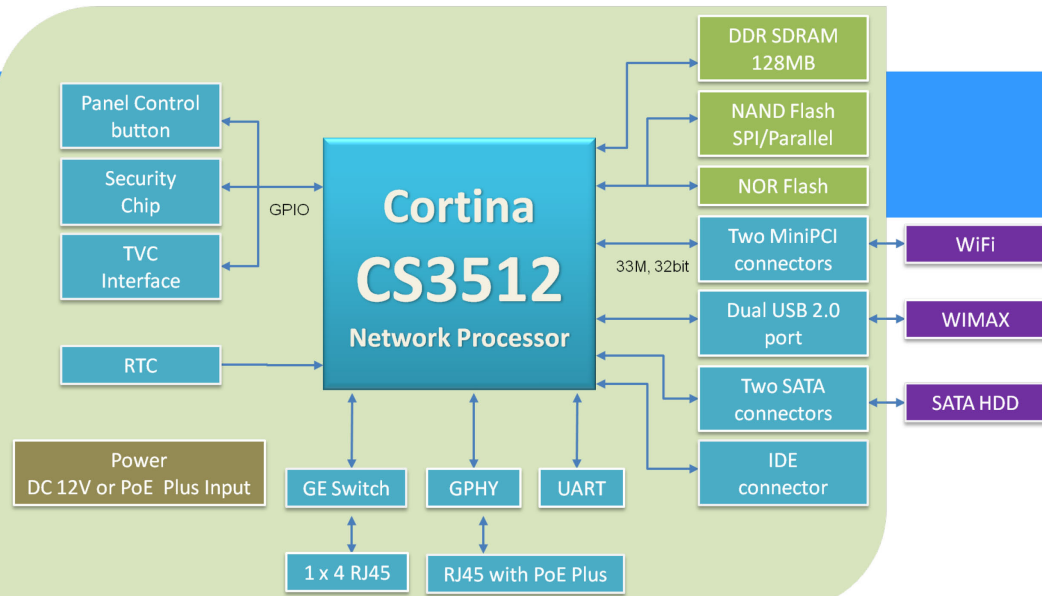 DDR SDRAM
128MB
Panel Control
button
NAND Flash
SPI/Parallel
Security
Chip
GPIO
NOR Flash
Cortina
CS3512
Network Processor
TVC
Interface
33M, 32bit
Two MiniPCI
connectors
WiFi
Dual USB 2.0
port
WIMAX
RTC
Two SATA
connectors
SATA HDD
Power
DC 12V or PoE Plus Input
GE Switch
GPHY
UART
IDE
connector
1 x 4 RJ45
RJ45 with PoE Plus